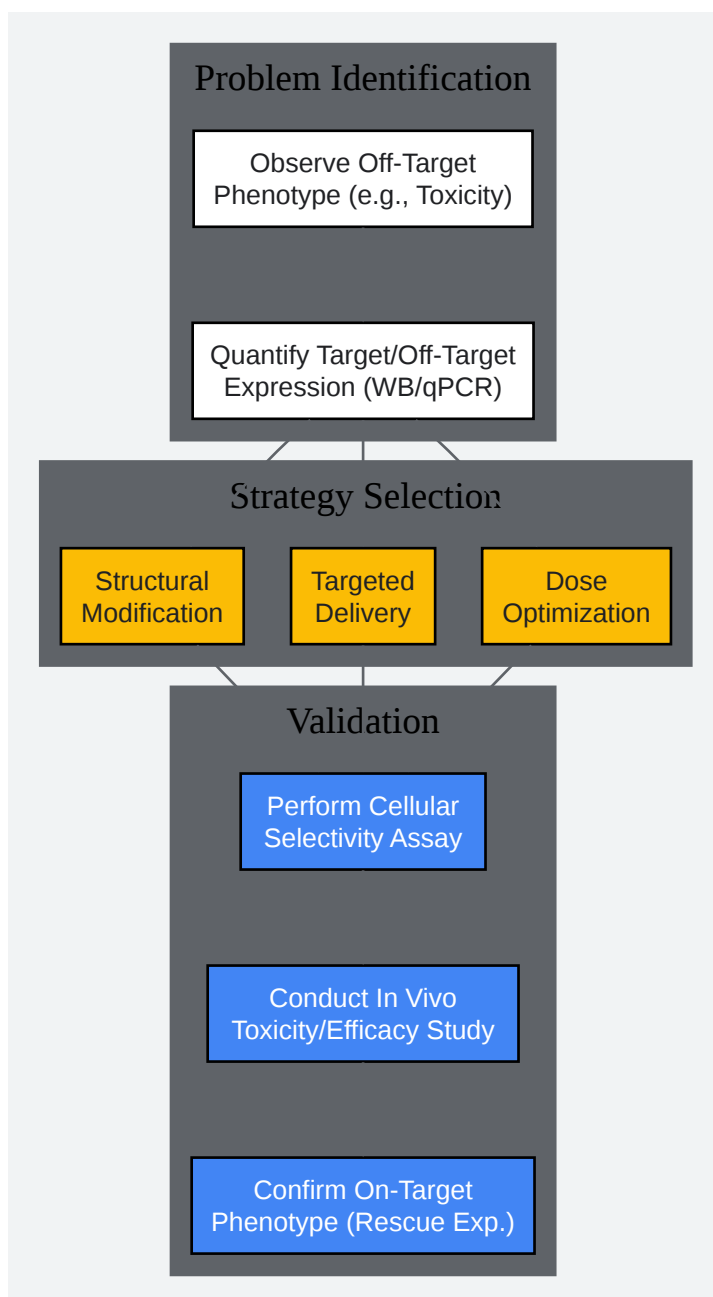 Problem Identification
Observe Off-Target
Phenotype (e.g., Toxicity)
Quantify Target/Off-Target
Expression (WB/qPCR)
Strategy Selection
Structural
Modification
Targeted
Delivery
Dose
Optimization
Validation
Perform Cellular
Selectivity Assay
Conduct In Vivo
Toxicity/Efficacy Study
Confirm On-Target
Phenotype (Rescue Exp.)